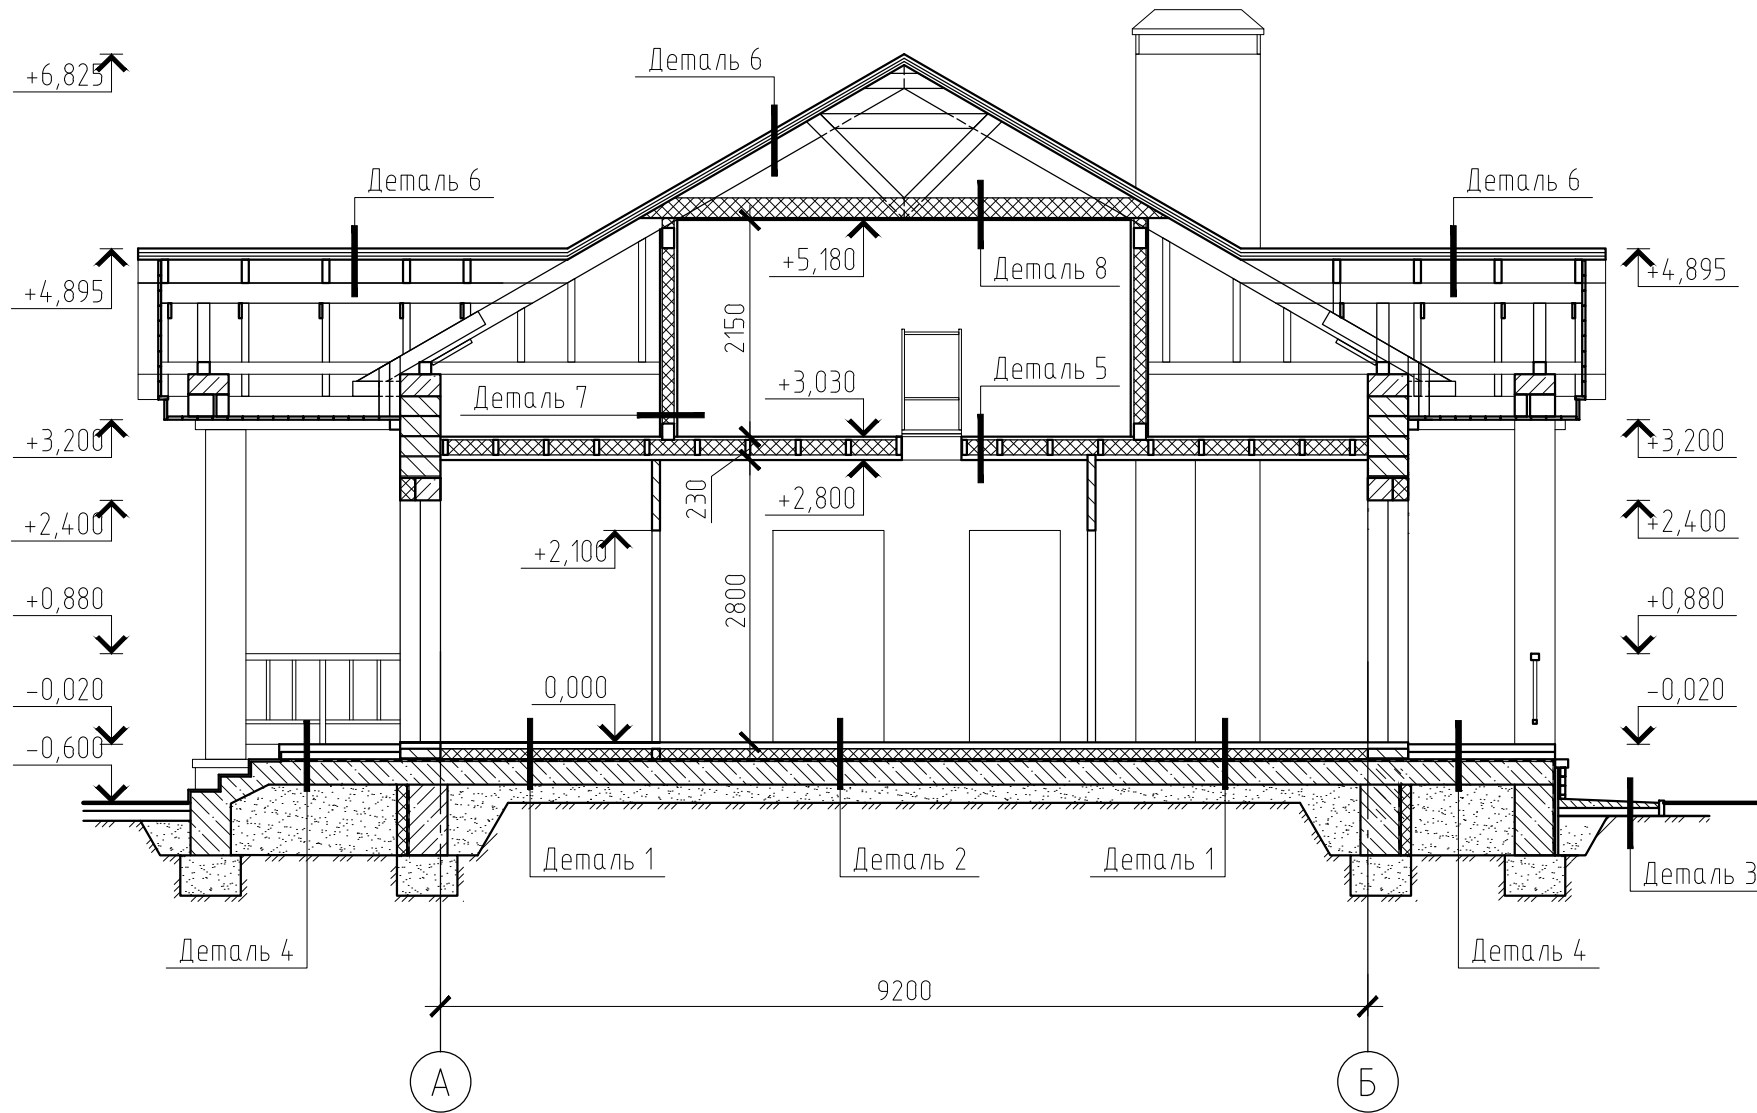 Деталь 6
+6,825
Деталь 6
Деталь 6
+5,180
Деталь 8
+4,895
+4,895
2150
+3,030
Деталь 5
Деталь 7
+3,200
+3,200
230
+2,800
+2,400
+2,400
+2,100
2800
+0,880
+0,880
-0,020
0,000
-0,020
-0,600
Деталь 1
Деталь 2
Деталь 1
Деталь 3
Деталь 4
Деталь 4
9200
А
Б